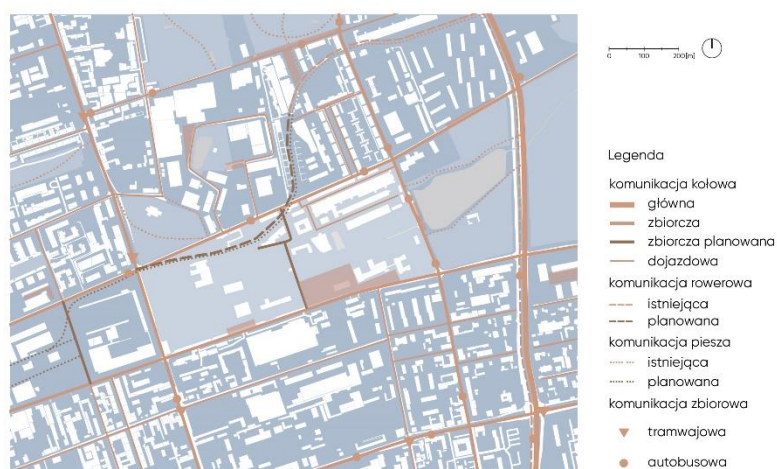 0 100 200[m]
Legenda
komunikacja kołowa
główna
zbiorcza
zbiorcza planowana
dojazdowa
komunikacja rowerowa
istniejąca
planowana
komunikacja piesza
istniejąca
planowana
komunikacja zbiorowa
tramwajowa
autobusowa